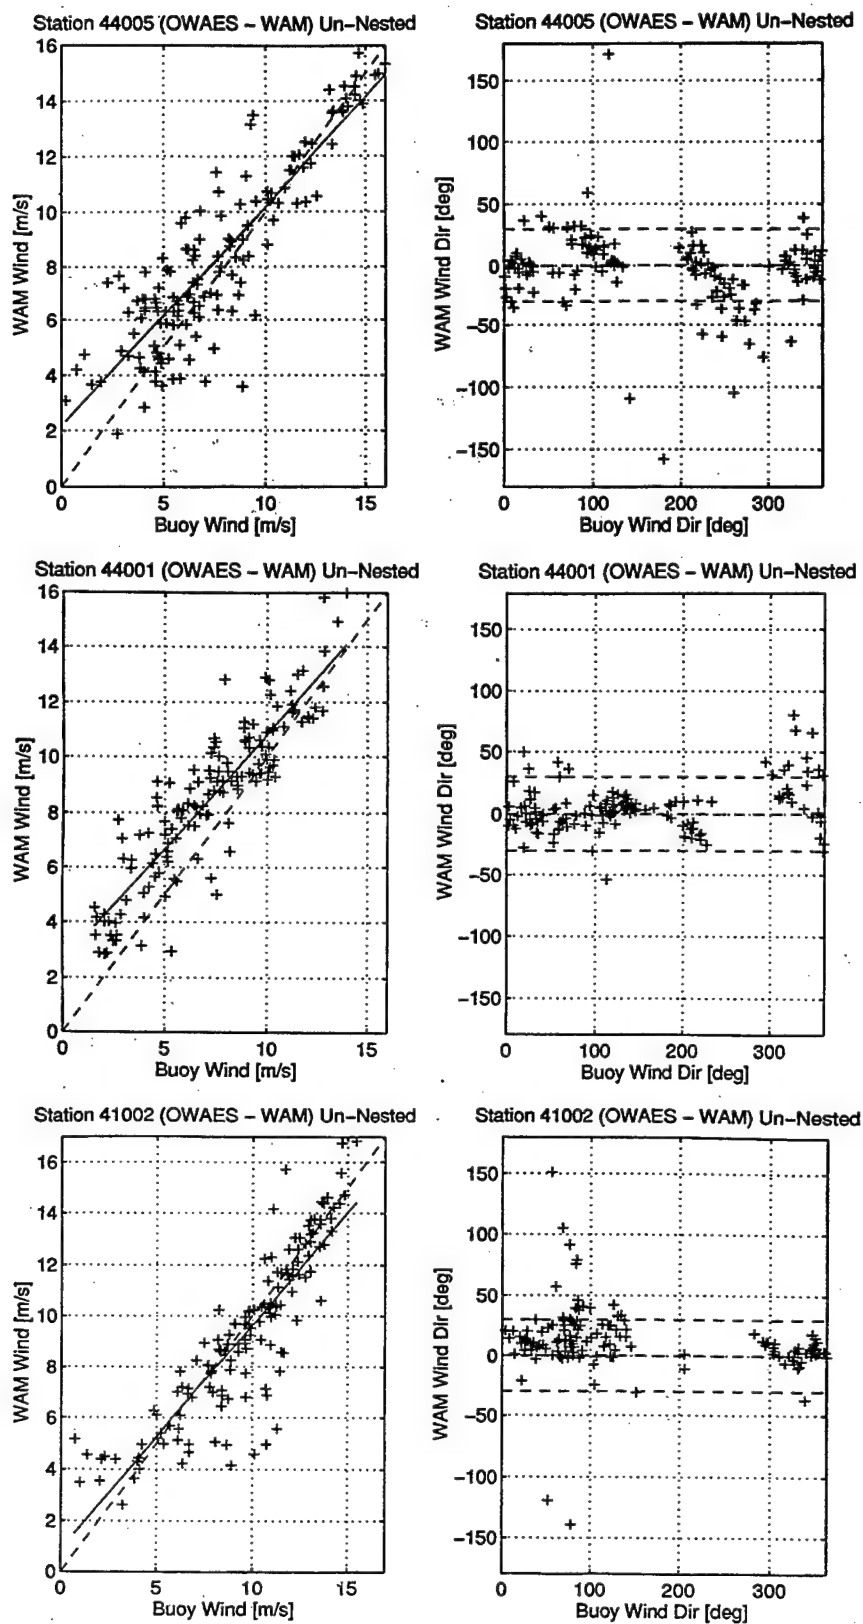 Station 44005 (OWAES – WAM) Un–Nested
16
14
12
10
8
6
4
2
0
WAM Wind [m/s]
0 5 10 15
Buoy Wind [m/s]
Station 44005 (OWAES – WAM) Un–Nested
150
100
50
0
−50
−100
−150
WAM Wind Dir [deg]
0 100 200 300
Buoy Wind Dir [deg]
Station 44001 (OWAES – WAM) Un–Nested
16
14
12
10
8
6
4
2
0
WAM Wind [m/s]
0 5 10 15
Buoy Wind [m/s]
Station 44001 (OWAES – WAM) Un–Nested
150
100
50
0
−50
−100
−150
WAM Wind Dir [deg]
0 100 200 300
Buoy Wind Dir [deg]
Station 41002 (OWAES – WAM) Un–Nested
16
14
12
10
8
6
4
2
0
WAM Wind [m/s]
0 5 10 15
Buoy Wind [m/s]
Station 41002 (OWAES – WAM) Un–Nested
150
100
50
0
−50
−100
−150
WAM Wind Dir [deg]
0 100 200 300
Buoy Wind Dir [deg]